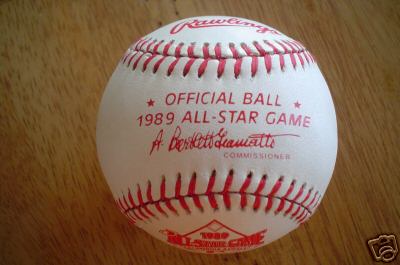 Rawlings
★ OFFICIAL BALL ★
1989 ALL-STAR GAME
A. Bartlett Giamatti
COMMISSIONER
1989
ALL-STAR GAME